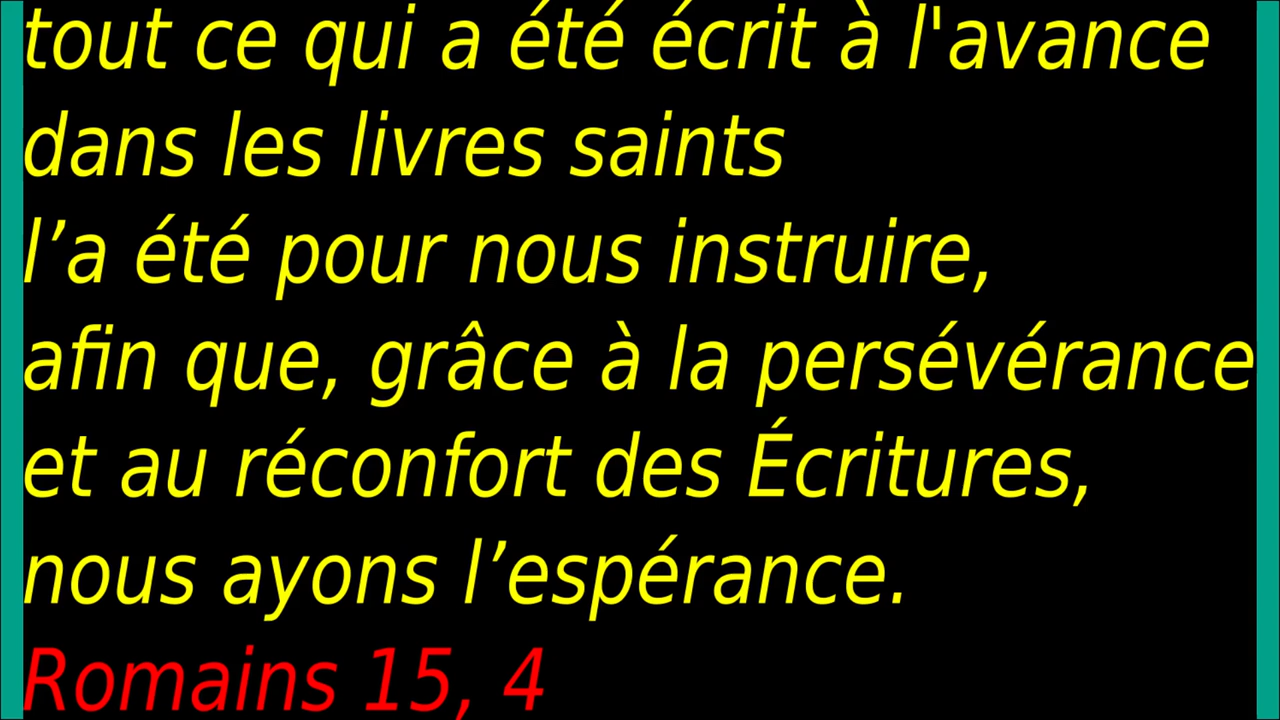 tout ce qui a été écrit à l'avance
dans les livres saints
l’a été pour nous instruire,
afin que, grâce à la persévérance
et au réconfort des Écritures,
nous ayons l’espérance.
Romains 15, 4